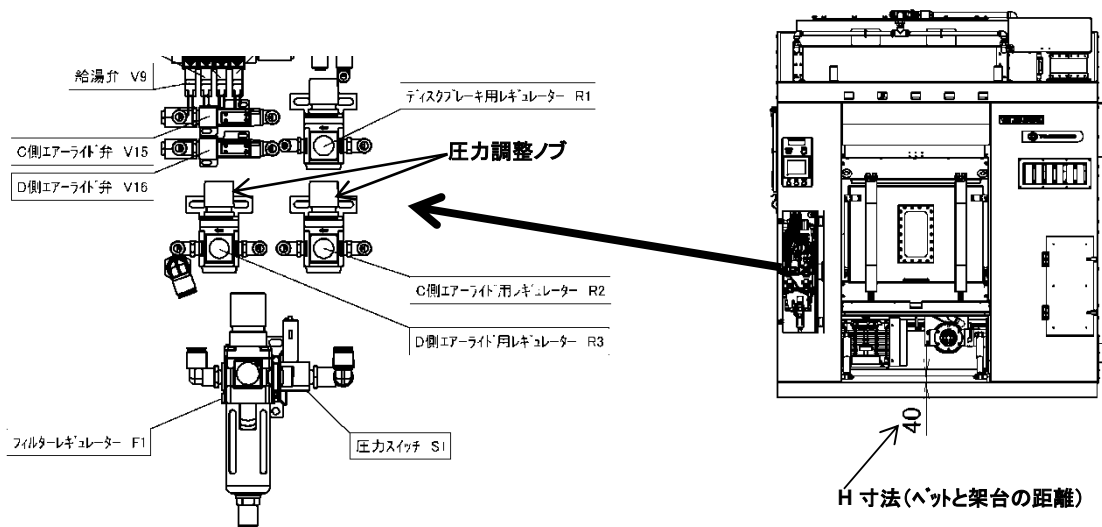 給湯弁 V9
ディスクブレーキ用レギュレーター R1
C側エアーライド弁 V15
圧力調整ノブ
D側エアーライド弁 V16
C側エアーライド用レギュレーター R2
D側エアーライド用レギュレーター R3
フィルターレギュレーター F1
圧力スイッチ S1
40
H 寸法(ベットと架台の距離)